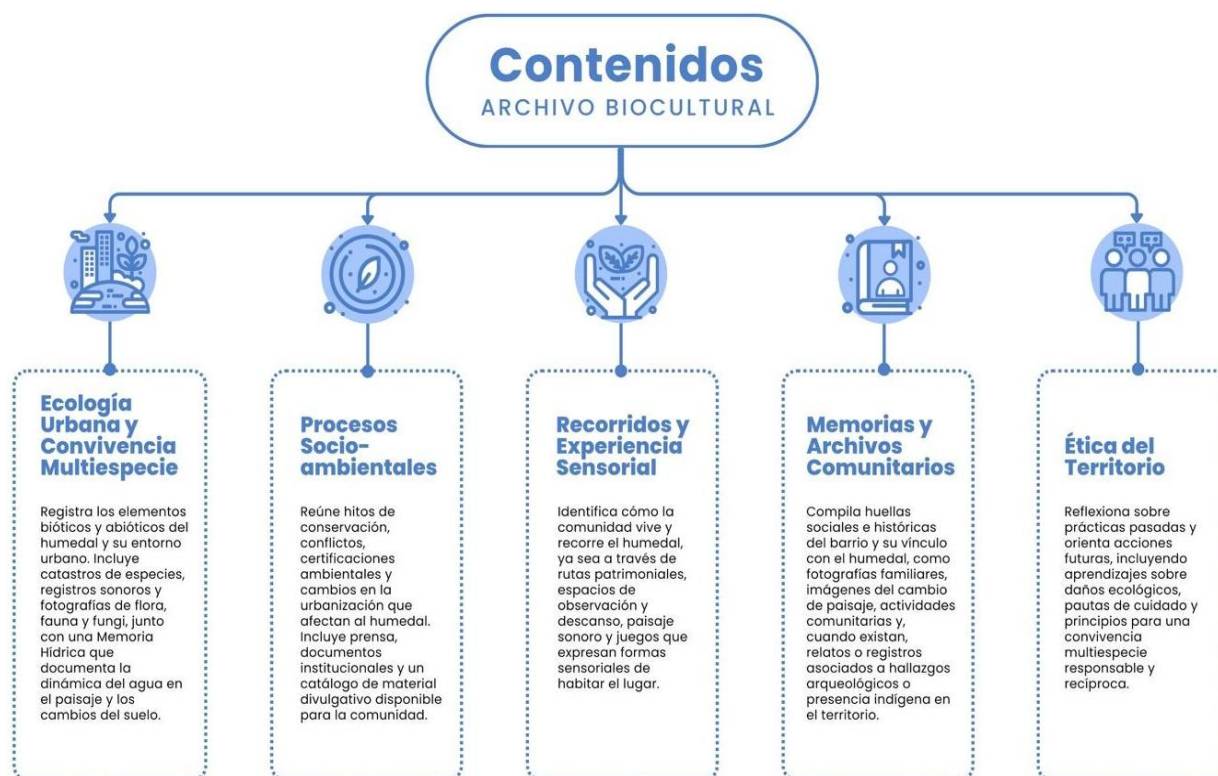 Contenidos
ARCHIVO BIOCULTURAL
Ecología
Urbana y
Convivencia
Multiespecie
Registra los elementos
bióticos y abióticos del
humedal y su entorno
urbano. Incluye
catastros de especies,
registros sonoros y
fotografías de flora,
fauna y fungi, junto
con una Memoria
Hídrica que
documenta la
dinámica del agua en
el paisaje y los
cambios del suelo.
Procesos
Socio-
ambientales
Reúne hitos de
conservación,
conflictos,
certificaciones
ambientales y
cambios en la
urbanización que
afectan al humedal.
Incluye prensa,
documentos
institucionales y un
catálogo de material
divulgativo disponible
para la comunidad.
Recorridos y
Experiencia
Sensorial
Identifica cómo la
comunidad vive y
recorre el humedal,
ya sea a través de
rutas patrimoniales,
espacios de
observación y
descanso, paisaje
sonoro y juegos que
expresan formas
sensoriales de
habitar el lugar.
Memorias y
Archivos
Comunitarios
Compila huellas
sociales e históricas
del barrio y su vínculo
con el humedal, como
fotografías familiares,
imágenes del cambio
de paisaje, actividades
comunitarias y,
cuando existan,
relatos o registros
asociados a hallazgos
arqueológicos o
presencia indígena en
el territorio.
Ética del
Territorio
Reflexiona sobre
prácticas pasadas y
orienta acciones
futuras, incluyendo
aprendizajes sobre
daños ecológicos,
pautas de cuidado y
principios para una
convivencia
multiespecie
responsable y
recíproca.